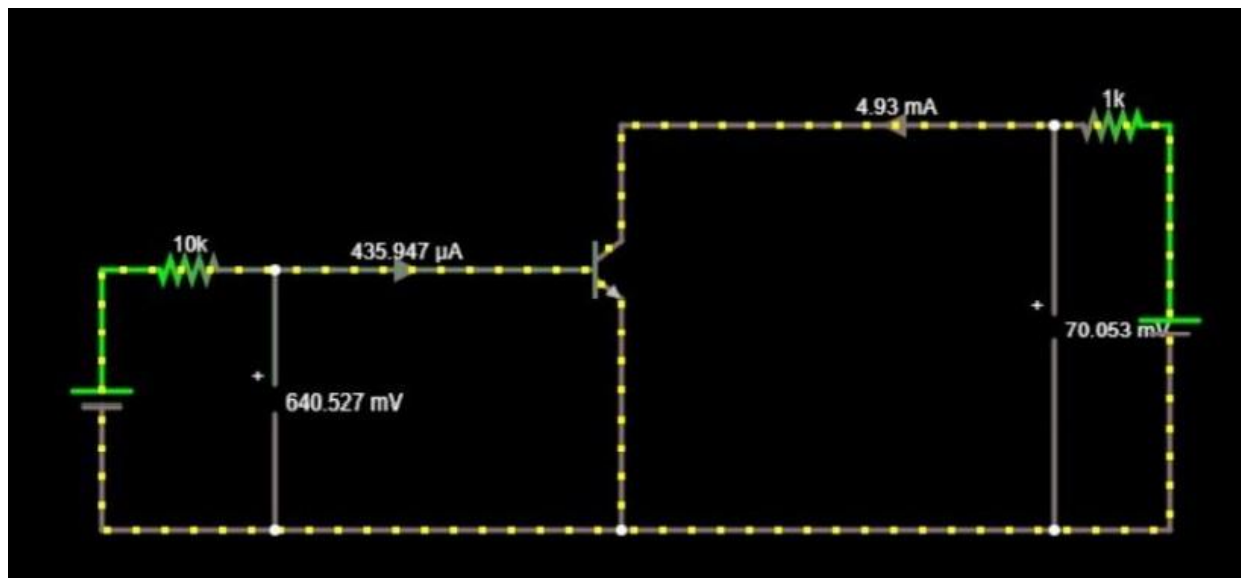 1k
4.93 mA
10k
435.947 μA
+
70.053 mV
+
640.527 mV